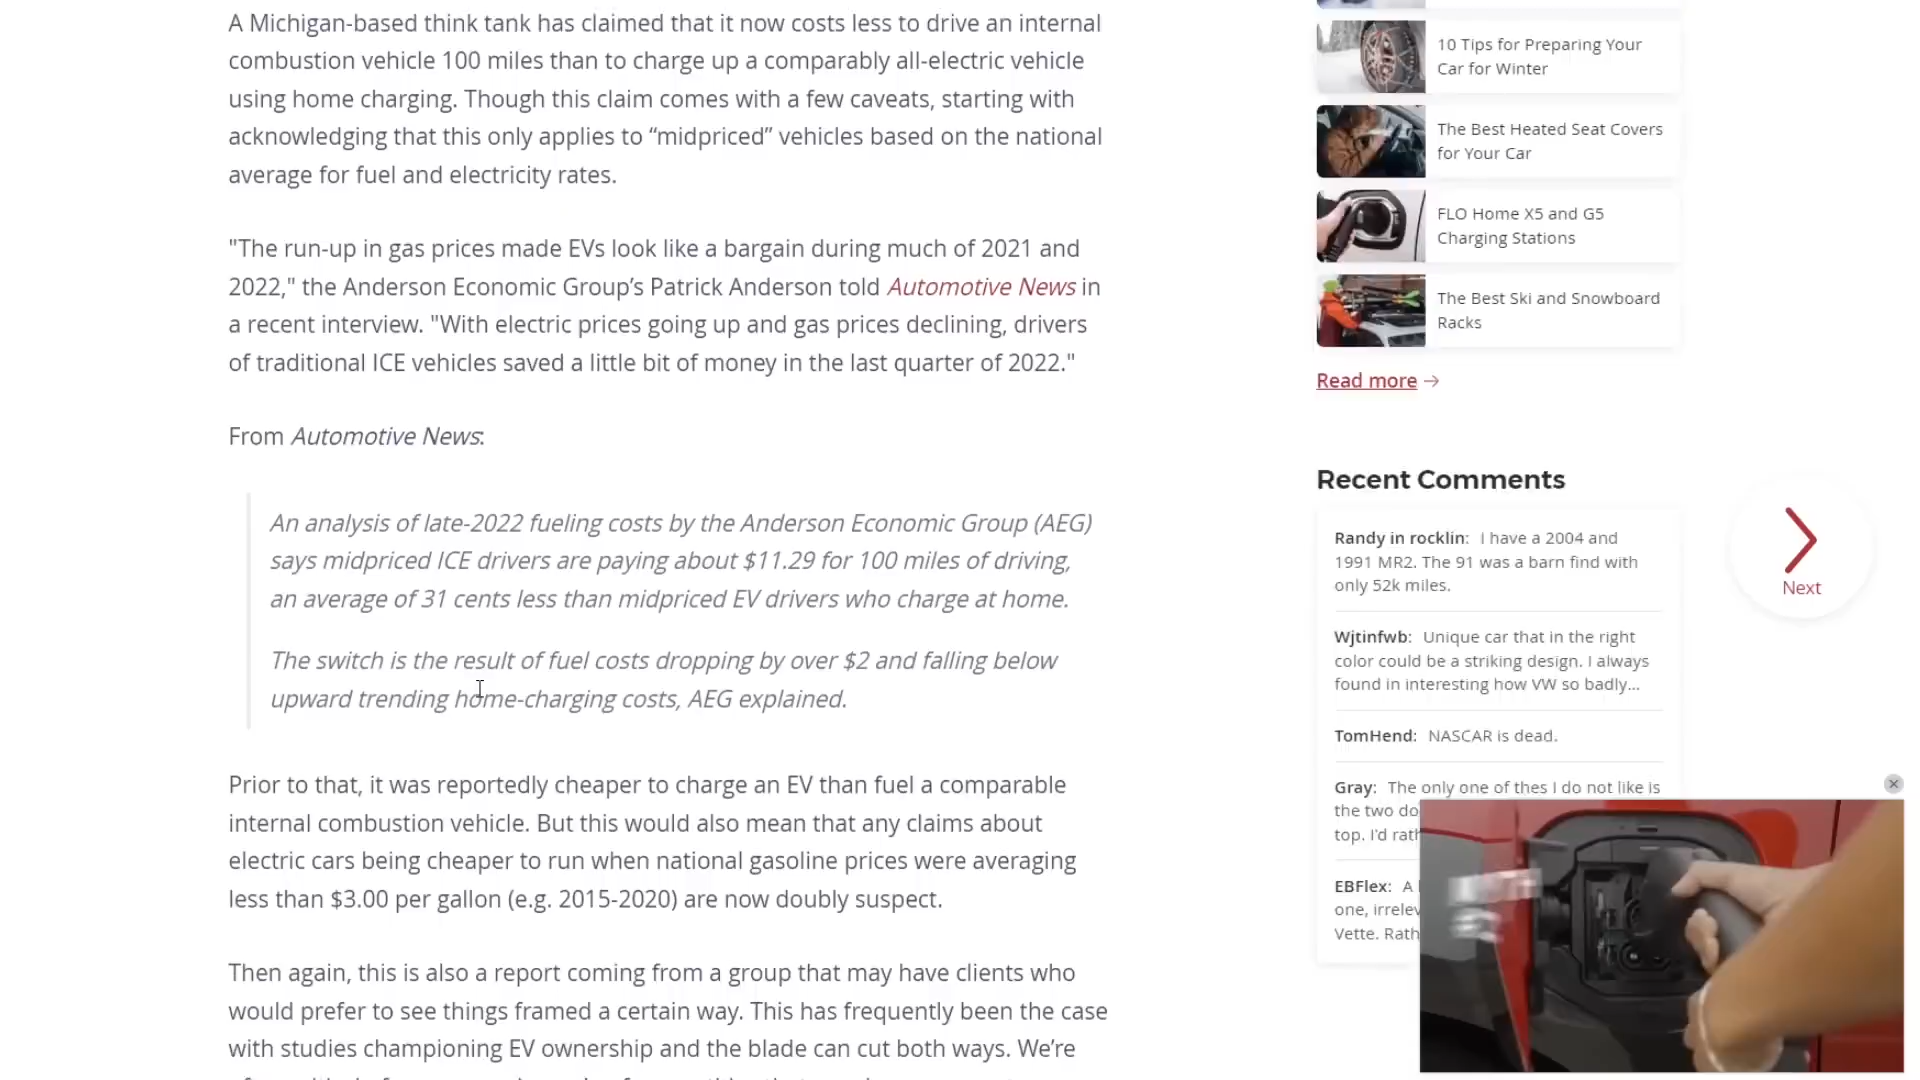 A Michigan-based think tank has claimed that it now costs less to drive an internal
combustion vehicle 100 miles than to charge up a comparably all-electric vehicle
using home charging. Though this claim comes with a few caveats, starting with
acknowledging that this only applies to “midpriced” vehicles based on the national
average for fuel and electricity rates.
"The run-up in gas prices made EVs look like a bargain during much of 2021 and
2022," the Anderson Economic Group’s Patrick Anderson told Automotive News in
a recent interview. "With electric prices going up and gas prices declining, drivers
of traditional ICE vehicles saved a little bit of money in the last quarter of 2022."
From Automotive News:
An analysis of late-2022 fueling costs by the Anderson Economic Group (AEG)
says midpriced ICE drivers are paying about $11.29 for 100 miles of driving,
an average of 31 cents less than midpriced EV drivers who charge at home.
The switch is the result of fuel costs dropping by over $2 and falling below
upward trending home-charging costs, AEG explained.
Prior to that, it was reportedly cheaper to charge an EV than fuel a comparable
internal combustion vehicle. But this would also mean that any claims about
electric cars being cheaper to run when national gasoline prices were averaging
less than $3.00 per gallon (e.g. 2015-2020) are now doubly suspect.
Then again, this is also a report coming from a group that may have clients who
would prefer to see things framed a certain way. This has frequently been the case
with studies championing EV ownership and the blade can cut both ways. We’re
10 Tips for Preparing Your
Car for Winter
The Best Heated Seat Covers
for Your Car
FLO Home X5 and G5
Charging Stations
The Best Ski and Snowboard
Racks
Read more →
Recent Comments
Randy in rocklin: I have a 2004 and
1991 MR2. The 91 was a barn find with
only 52k miles.
Wjtinfwb: Unique car that in the right
color could be a striking design. I always
found in interesting how VW so badly...
TomHend: NASCAR is dead.
Gray: The only one of thes I do not like is
the two do
top. I'd rath
EBFlex: A
one, irrelev
Vette. Rath
Next